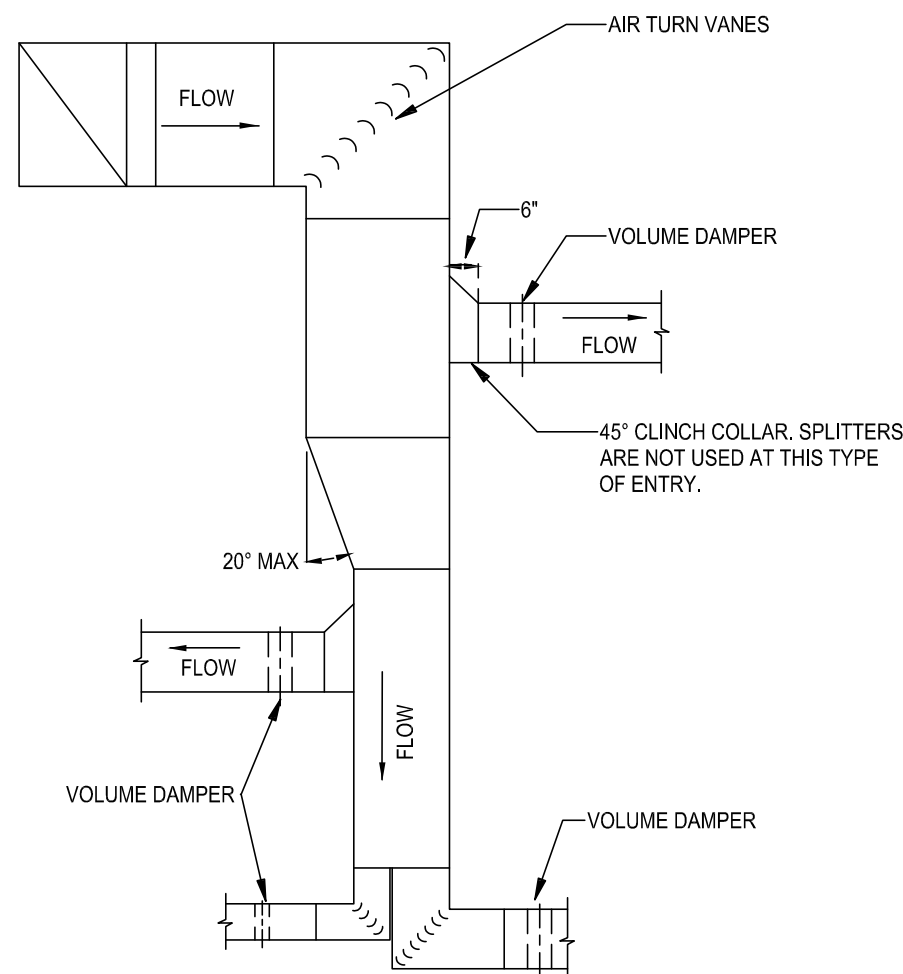 AIR TURN VANES
FLOW
6"
VOLUME DAMPER
FLOW
45° CLINCH COLLAR. SPLITTERS
ARE NOT USED AT THIS TYPE
OF ENTRY.
20° MAX
FLOW
FLOW
VOLUME DAMPER
VOLUME DAMPER